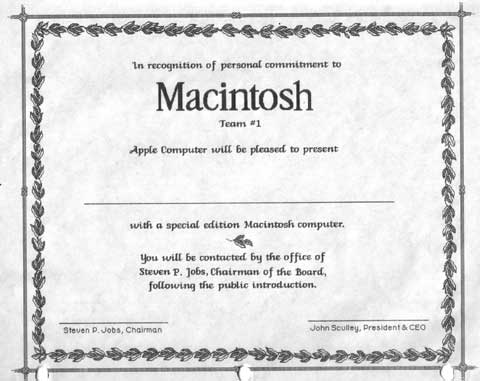 In recognition of personal commitment to
Macintosh
Team #1
Apple Computer will be pleased to present
with a special edition Macintosh computer.
You will be contacted by the office of
Steven P. Jobs, Chairman of the Board,
following the public introduction.
Steven P. Jobs, Chairman
John Sculley, President & CEO